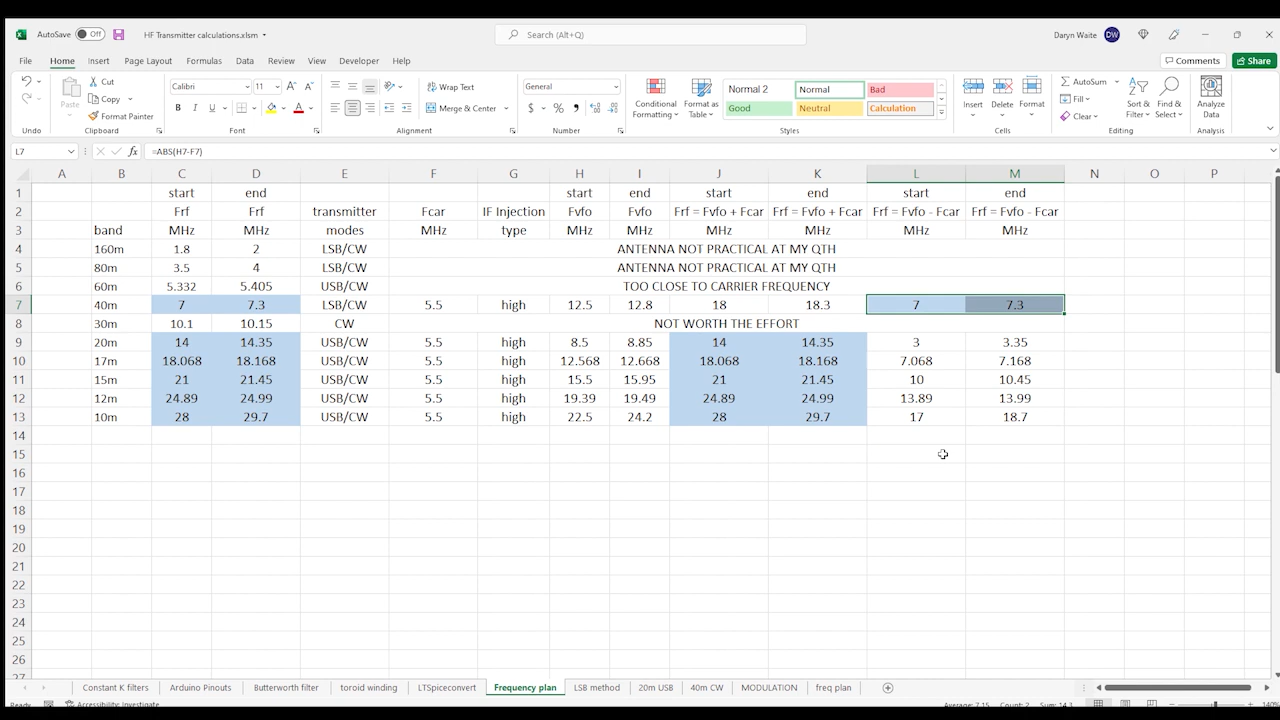 AutoSave Off HF Transmitter calculations.xlsm Search (Alt+Q) Daryn Waite DW
File Home Insert Page Layout Formulas Data Review View Developer Help Comments Share
Cut Calibri 11 Wrap Text General Normal 2 Normal Bad AutoSum
Paste Copy Conditional Format as Insert Delete Format Fill Sort & Find & Analyze
Format Painter B I U Merge & Center $ % Formatting Table Good Neutral Calculation Clear Filter Select Data
Undo Clipboard Font Alignment Number Styles Cells Editing Analysis
L7 fx =ABS(H7-F7)
A B C D E F G H I J K L M N O P
1 start end start end start end start end
2 Frf Frf transmitter Fcar IF Injection Fvfo Fvfo Frf = Fvfo + Fcar Frf = Fvfo + Fcar Frf = Fvfo - Fcar Frf = Fvfo - Fcar
3 band MHz MHz modes MHz type MHz MHz MHz MHz MHz MHz
4 160m 1.8 2 LSB/CW ANTENNA NOT PRACTICAL AT MY QTH
5 80m 3.5 4 LSB/CW ANTENNA NOT PRACTICAL AT MY QTH
6 60m 5.332 5.405 USB/CW TOO CLOSE TO CARRIER FREQUENCY
7 40m 7 7.3 LSB/CW 5.5 high 12.5 12.8 18 18.3 7 7.3
8 30m 10.1 10.15 CW NOT WORTH THE EFFORT
9 20m 14 14.35 USB/CW 5.5 high 8.5 8.85 14 14.35 3 3.35
10 17m 18.068 18.168 USB/CW 5.5 high 12.568 12.668 18.068 18.168 7.068 7.168
11 15m 21 21.45 USB/CW 5.5 high 15.5 15.95 21 21.45 10 10.45
12 12m 24.89 24.99 USB/CW 5.5 high 19.39 19.49 24.89 24.99 13.89 13.99
13 10m 28 29.7 USB/CW 5.5 high 22.5 24.2 28 29.7 17 18.7
14
15
16
17
18
19
20
21
22
23
24
25
26
27
Constant K filters Arduino Pinouts Butterworth filter toroid winding LTSpiceconvert Frequency plan LSB method 20m USB 40m CW MODULATION freq plan
Ready Accessibility: Investigate Average: 7.15 Count: 2 Sum: 14.3 140%